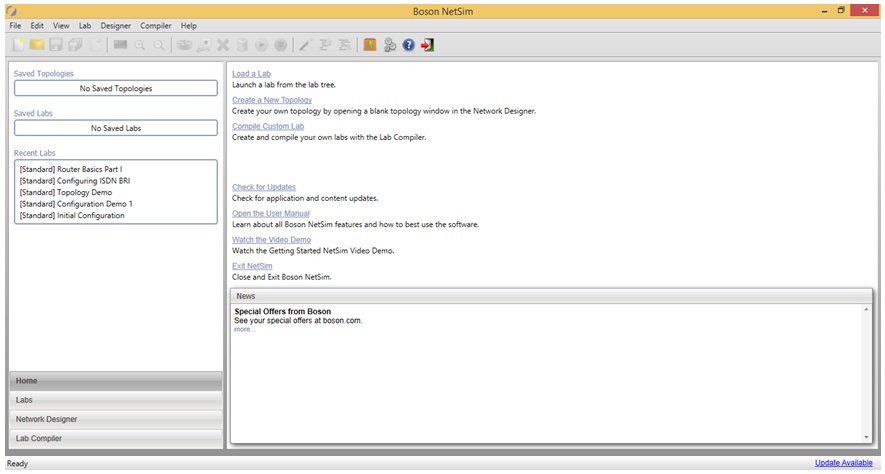 Boson NetSim
File Edit View Lab Designer Compiler Help
Saved Topologies
No Saved Topologies
Saved Labs
No Saved Labs
Recent Labs
[Standard] Router Basics Part I
[Standard] Configuring ISDN BRI
[Standard] Topology Demo
[Standard] Configuration Demo 1
[Standard] Initial Configuration
Home
Labs
Network Designer
Lab Compiler
Load a Lab
Launch a lab from the lab tree.
Create a New Topology
Create your own topology by opening a blank topology window in the Network Designer.
Compile Custom Lab
Create and compile your own labs with the Lab Compiler.
Check for Updates
Check for application and content updates.
Open the User Manual
Learn about all Boson NetSim features and how to best use the software.
Watch the Video Demo
Watch the Getting Started NetSim Video Demo.
Exit NetSim
Close and Exit Boson NetSim.
News
Special Offers from Boson
See your special offers at boson.com.
more...
Ready
Update Available